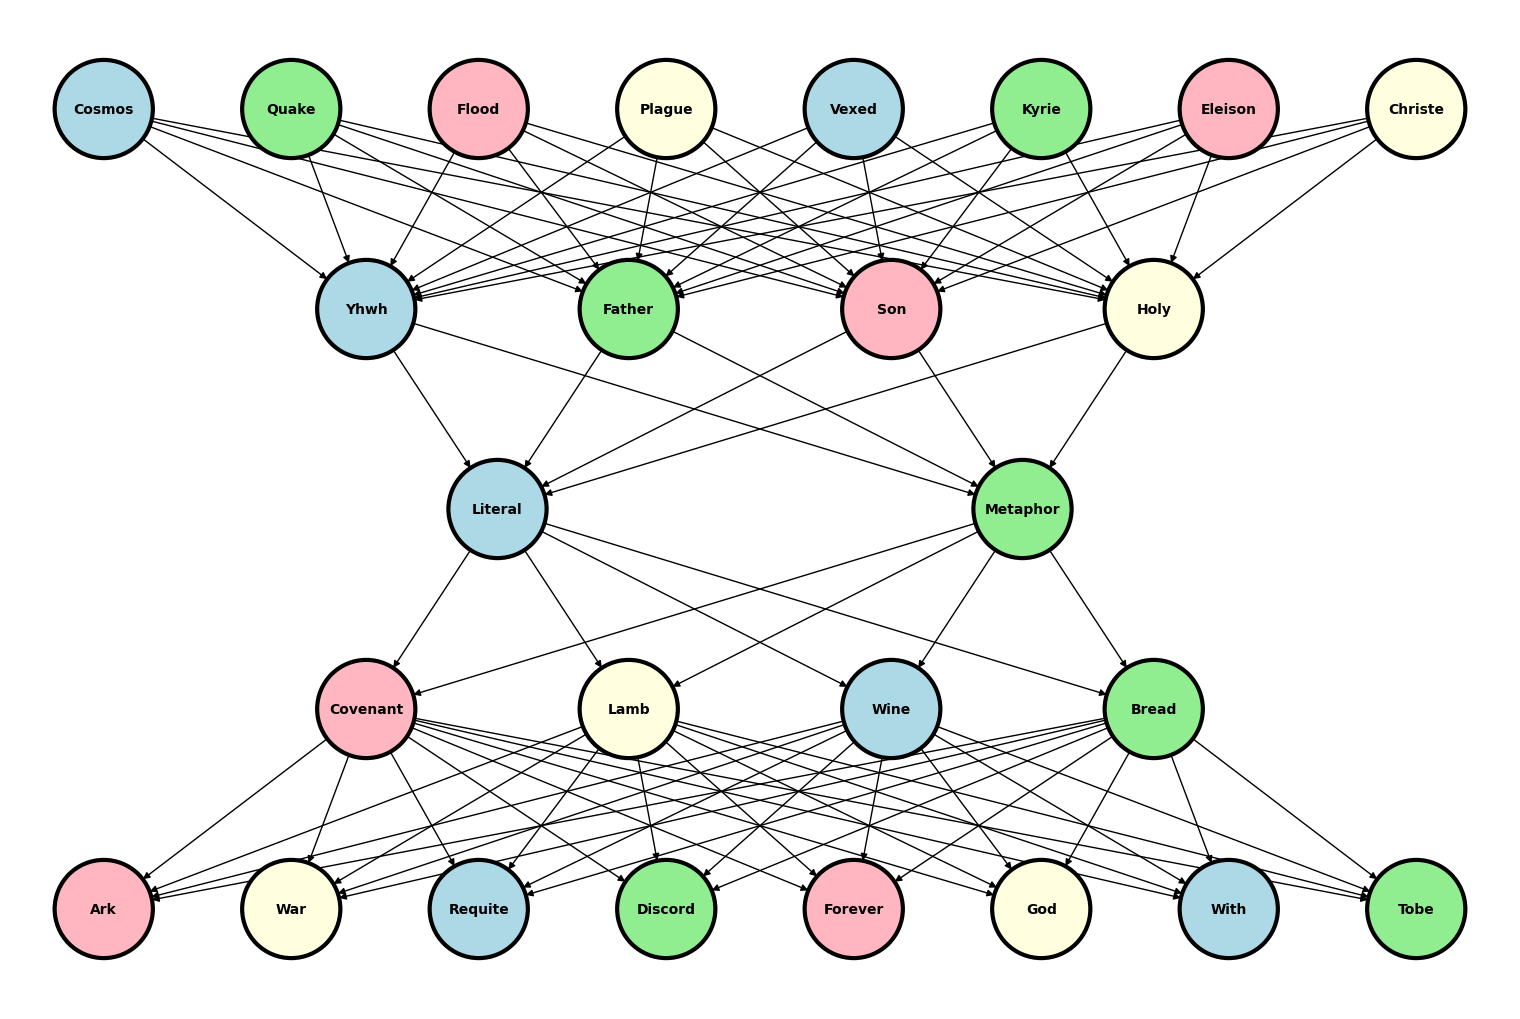 Cosmos Quake Flood Plague Vexed Kyrie Eleison Christe
Yhwh Father Son Holy
Literal Metaphor
Covenant Lamb Wine Bread
Ark War Requite Discord Forever God With Tobe